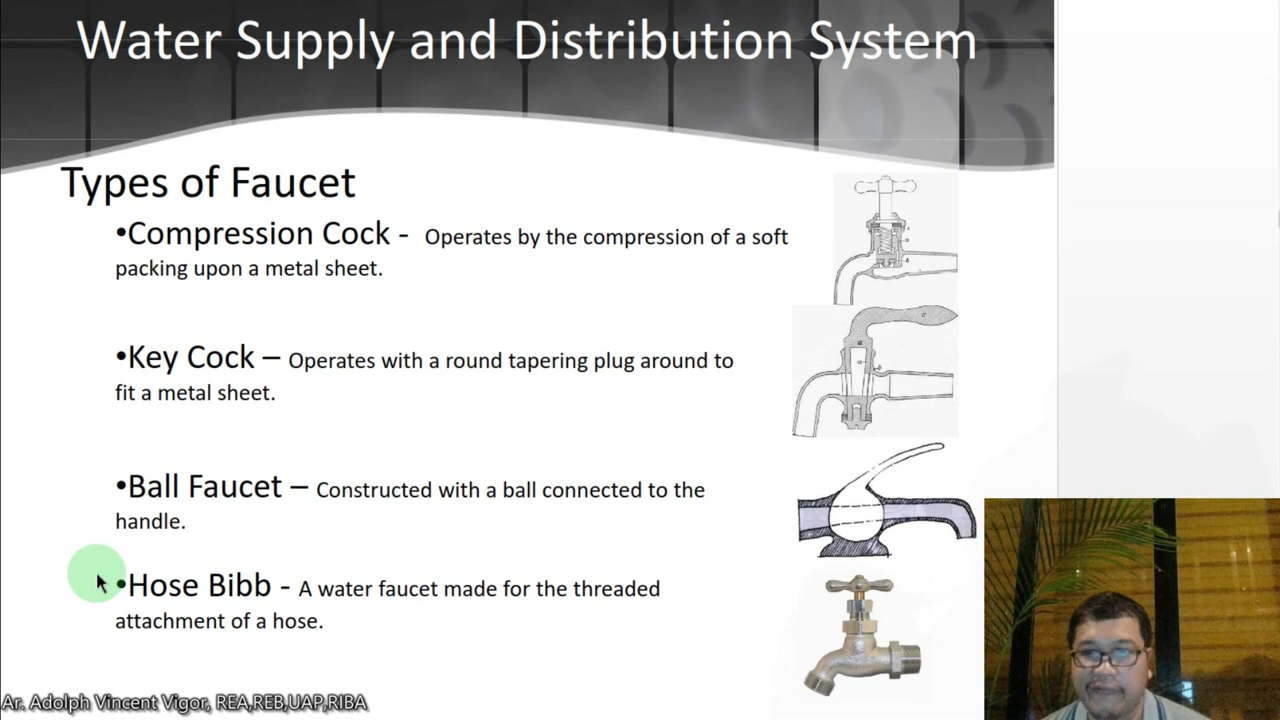 Water Supply and Distribution System
Types of Faucet
•Compression Cock - Operates by the compression of a soft
packing upon a metal sheet.
•Key Cock – Operates with a round tapering plug around to
fit a metal sheet.
•Ball Faucet – Constructed with a ball connected to the
handle.
•Hose Bibb - A water faucet made for the threaded
attachment of a hose.
Ar. Adolph Vincent Vigor, REA,REB,UAP,RIBA